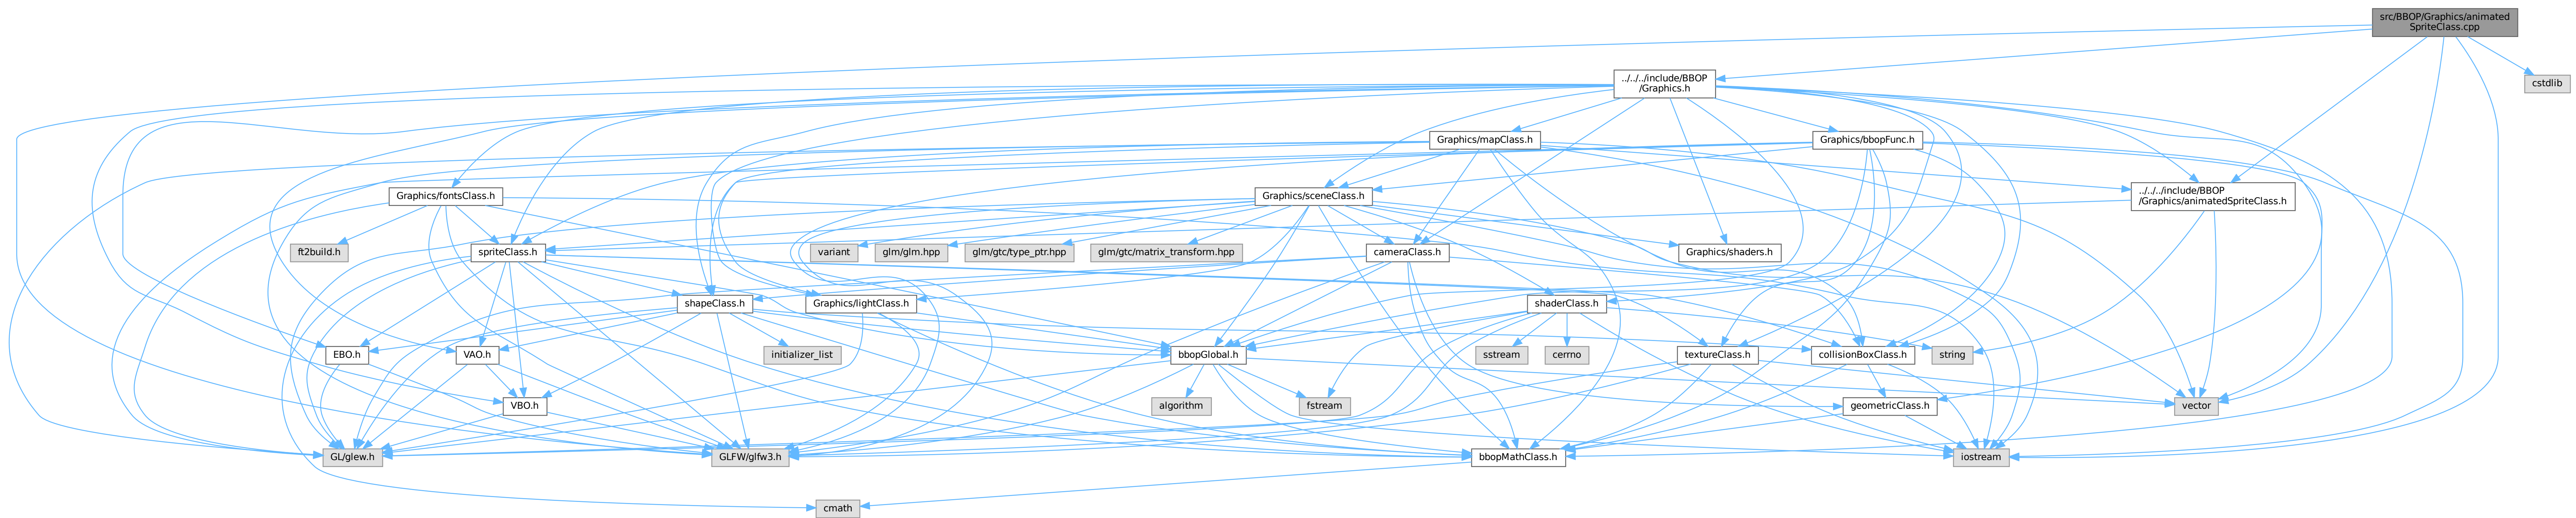 src/BBOP/Graphics/animated
SpriteClass.cpp
../../../include/BBOP
/Graphics.h
cstdlib
Graphics/mapClass.h
Graphics/bbopFunc.h
Graphics/fontsClass.h
Graphics/sceneClass.h
../../../include/BBOP
/Graphics/animatedSpriteClass.h
ft2build.h
spriteClass.h
variant
glm/glm.hpp
glm/gtc/type_ptr.hpp
glm/gtc/matrix_transform.hpp
cameraClass.h
Graphics/shaders.h
shapeClass.h
Graphics/lightClass.h
shaderClass.h
EBO.h
VAO.h
initializer_list
bbopGlobal.h
sstream
cerrno
textureClass.h
collisionBoxClass.h
string
VBO.h
algorithm
fstream
geometricClass.h
vector
GL/glew.h
GLFW/glfw3.h
bbopMathClass.h
iostream
cmath